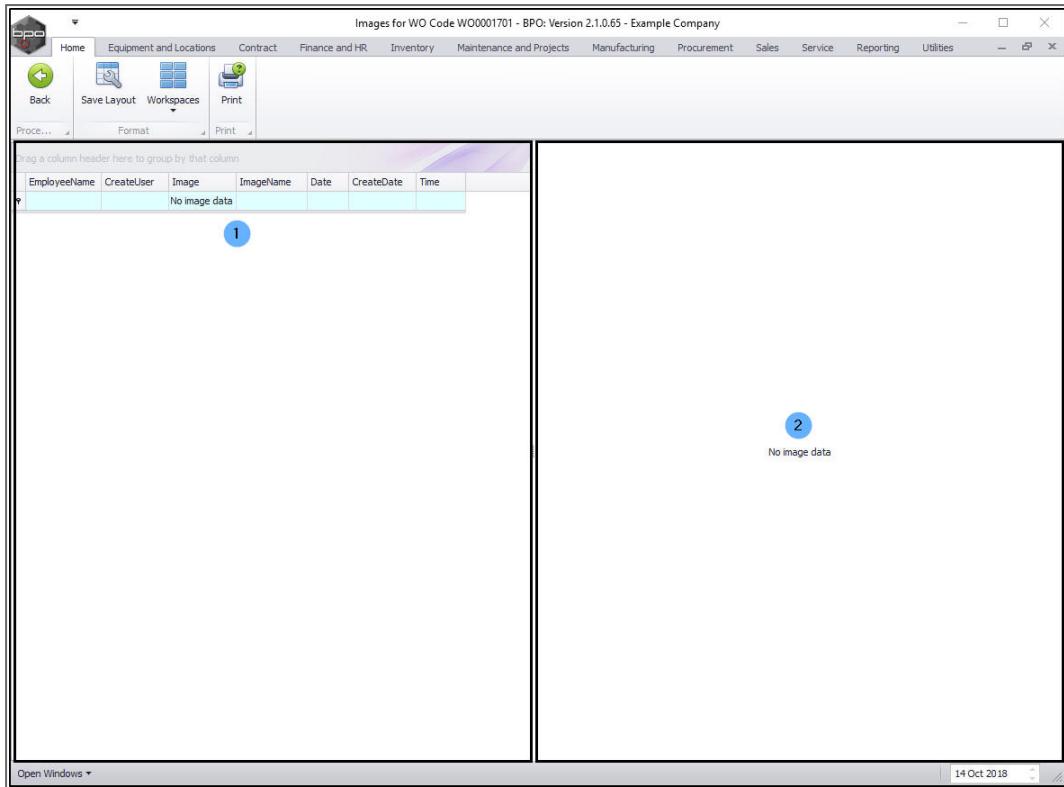 Images for WO Code WO0001701 - BPO: Version 2.1.0.65 - Example Company
bpo
Home Equipment and Locations Contract Finance and HR Inventory Maintenance and Projects Manufacturing Procurement Sales Service Reporting Utilities
Back Save Layout Workspaces Print
Proce... Format Print
Drag a column header here to group by that column
EmployeeName CreateUser Image ImageName Date CreateDate Time
No image data
1
2
No image data
Open Windows 14 Oct 2018